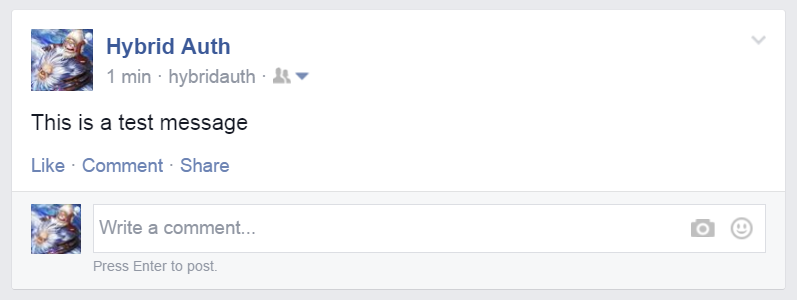 Hybrid Auth
1 min · hybridauth ·
This is a test message
Like · Comment · Share
Write a comment...
Press Enter to post.